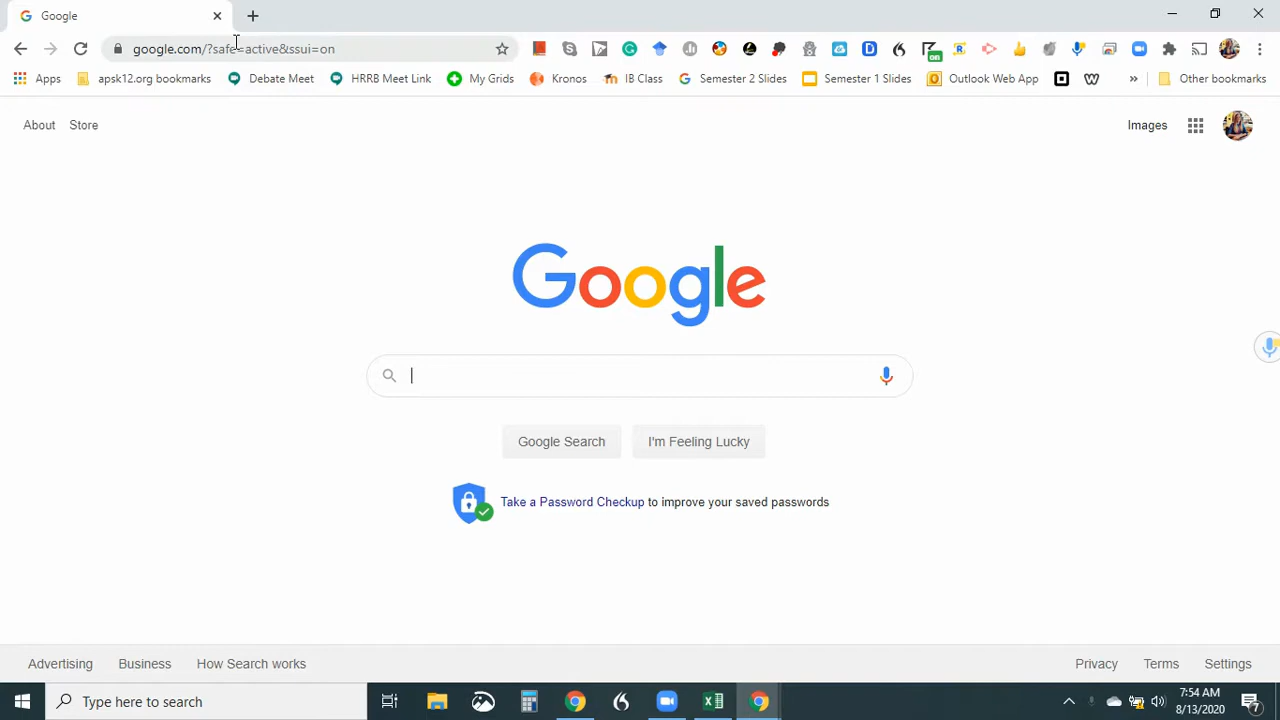 Google
google.com/?safe=active&ssui=on
on
Apps apsk12.org bookmarks Debate Meet HRRB Meet Link My Grids Kronos IB Class Semester 2 Slides Semester 1 Slides Outlook Web App » Other bookmarks
About Store Images
Google
Google Search I'm Feeling Lucky
Take a Password Checkup to improve your saved passwords
Advertising Business How Search works Privacy Terms Settings
Type here to search
7:54 AM
8/13/2020
7